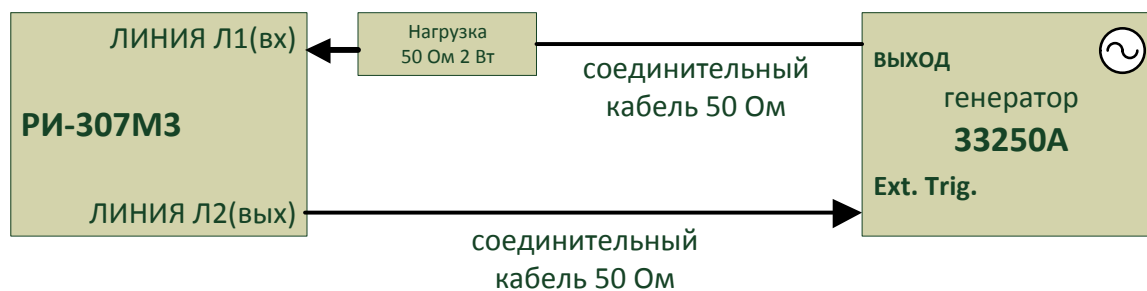 ЛИНИЯ Л1(вх)
РИ-307М3
ЛИНИЯ Л2(вых)
Нагрузка
50 Ом 2 Вт
соединительный
кабель 50 Ом
соединительный
кабель 50 Ом
выход
генератор
33250А
Ext. Trig.